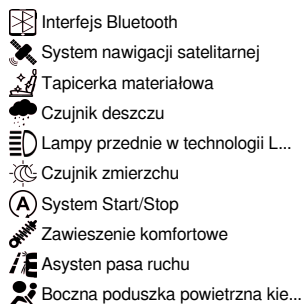 Interfejs Bluetooth
System nawigacji satelitarnej
Tapicerka materiałowa
Czujnik deszczu
Lampy przednie w technologii L...
Czujnik zmierzchu
System Start/Stop
Zawieszenie komfortowe
Asysten pasa ruchu
Boczna poduszka powietrzna kie...